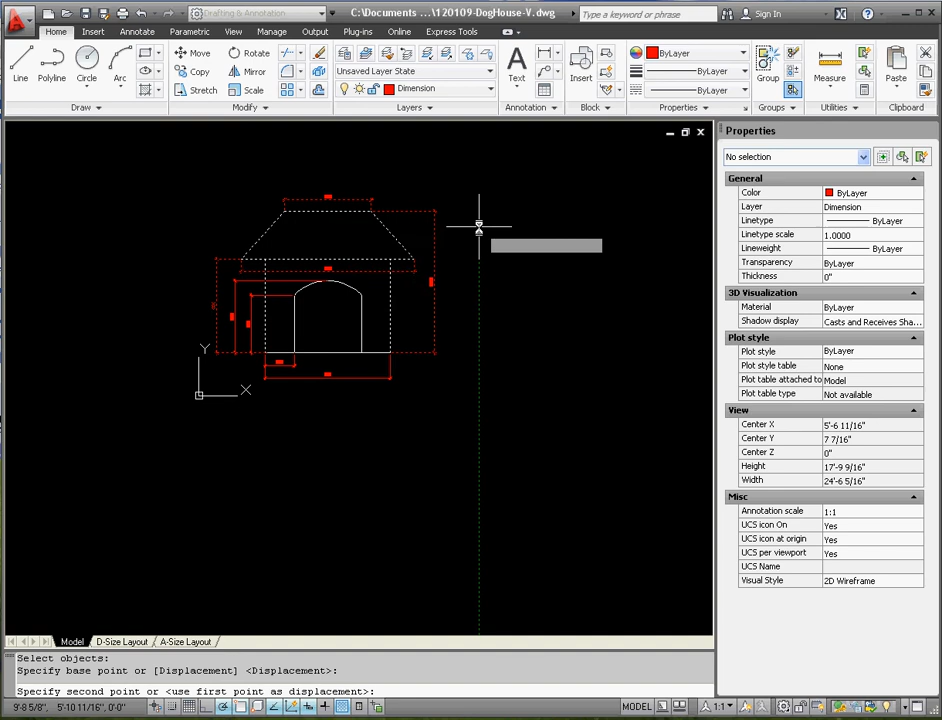 Drafting & Annotation
C:\Documents ...\120109-DogHouse-V.dwg
Type a keyword or phrase
Sign In
Home Insert Annotate Parametric View Manage Output Plug-ins Online Express Tools
Line Polyline Circle Arc
Move Rotate
Copy Mirror
Stretch Scale
Unsaved Layer State
Dimension
Text
Insert
ByLayer
ByLayer
ByLayer
Group
Measure
Paste
Draw Modify Layers Annotation Block Properties Groups Utilities Clipboard
Properties
No selection
General
Color ByLayer
Layer Dimension
Linetype ByLayer
Linetype scale 1.0000
Lineweight ByLayer
Transparency ByLayer
Thickness 0"
3D Visualization
Material ByLayer
Shadow display Casts and Receives Sha...
Plot style
Plot style ByLayer
Plot style table None
Plot table attached to Model
Plot table type Not available
View
Center X 5'-6 11/16"
Center Y 7 7/16"
Center Z 0"
Height 17'-9 9/16"
Width 24'-6 5/16"
Misc
Annotation scale 1:1
UCS icon On Yes
UCS icon at origin Yes
UCS per viewport Yes
UCS Name
Visual Style 2D Wireframe
Y
X
Model D-Size Layout A-Size Layout
Select objects:
Specify base point or [Displacement] <Displacement>:
Specify second point or <use first point as displacement>:
9'-8 5/8", 5'-10 11/16", 0'-0"
MODEL
1:1